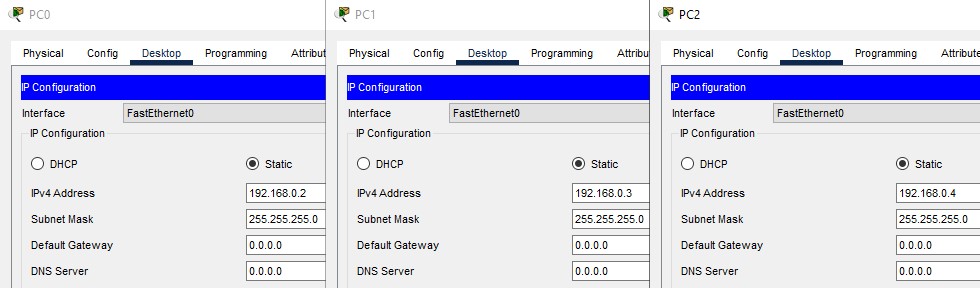 PC0
Physical Config Desktop Programming Attribut
IP Configuration
Interface FastEthernet0
IP Configuration
DHCP Static
IPv4 Address 192.168.0.2
Subnet Mask 255.255.255.0
Default Gateway 0.0.0.0
DNS Server 0.0.0.0
PC1
Physical Config Desktop Programming Attribu
IP Configuration
Interface FastEthernet0
IP Configuration
DHCP Static
IPv4 Address 192.168.0.3
Subnet Mask 255.255.255.0
Default Gateway 0.0.0.0
DNS Server 0.0.0.0
PC2
Physical Config Desktop Programming Attribute
IP Configuration
Interface FastEthernet0
IP Configuration
DHCP Static
IPv4 Address 192.168.0.4
Subnet Mask 255.255.255.0
Default Gateway 0.0.0.0
DNS Server 0.0.0.0